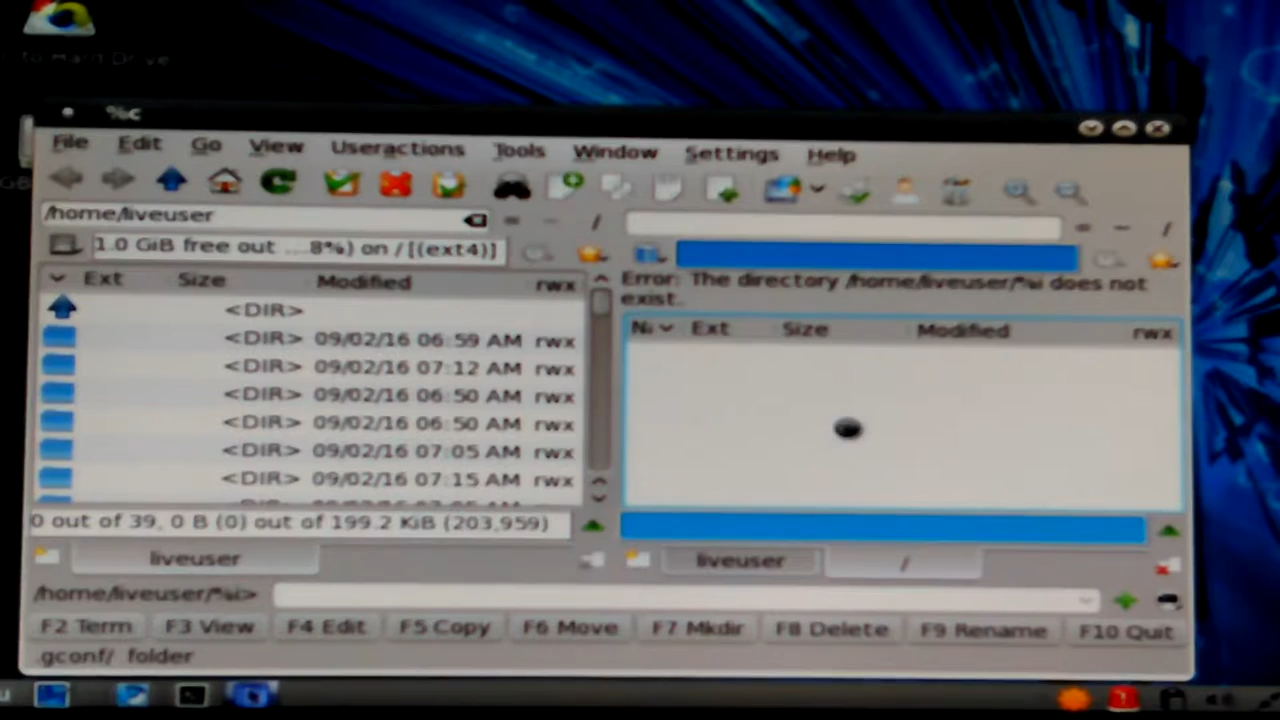 to Hard Drive
%c
File Edit Go View Useractions Tools Window Settings Help
/home/liveuser = - /
= - /
1.0 GiB free out ...8%) on / [(ext4)]
Error: The directory /home/liveuser/%i does not
exist.
Ext Size Modified rwx
<DIR>
<DIR> 09/02/16 06:59 AM rwx
<DIR> 09/02/16 07:12 AM rwx
<DIR> 09/02/16 06:50 AM rwx
<DIR> 09/02/16 06:50 AM rwx
<DIR> 09/02/16 07:05 AM rwx
<DIR> 09/02/16 07:15 AM rwx
Ext Size Modified rwx
0 out of 39, 0 B (0) out of 199.2 KiB (203,959)
liveuser
liveuser /
/home/liveuser/%i>
F2 Term F3 View F4 Edit F5 Copy F6 Move F7 Mkdir F8 Delete F9 Rename F10 Quit
.gconf/ folder